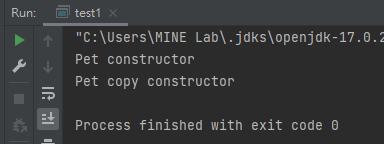 Run: test1
"C:\Users\MINE Lab\.jdks\openjdk-17.0.2
Pet constructor
Pet copy constructor
Process finished with exit code 0